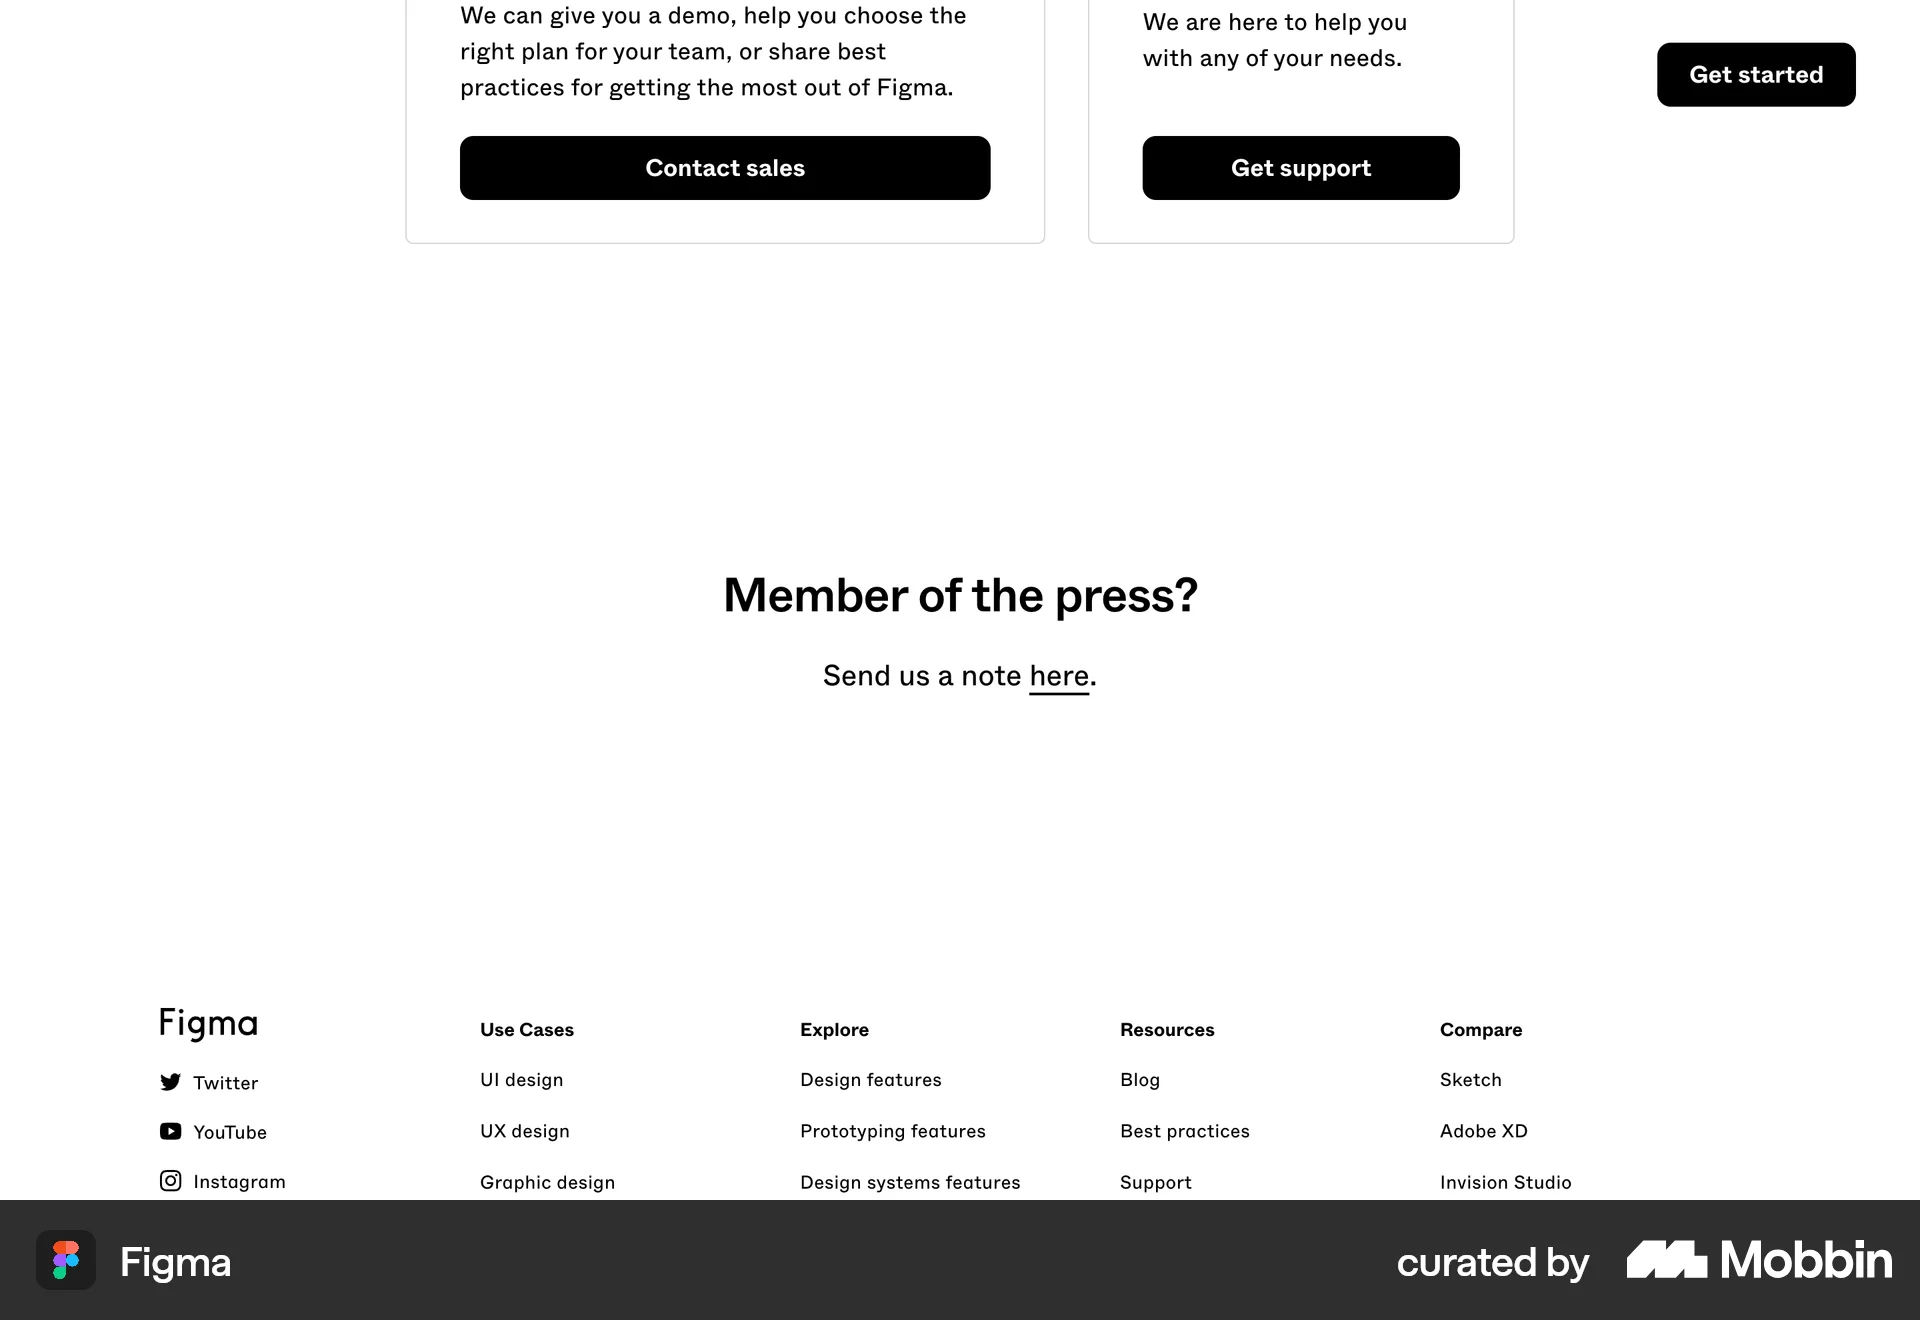 We can give you a demo, help you choose the
right plan for your team, or share best
practices for getting the most out of Figma.
Contact sales
We are here to help you
with any of your needs.
Get support
Get started
Member of the press?
Send us a note here.
Figma
Twitter
YouTube
Instagram
Use Cases
UI design
UX design
Graphic design
Explore
Design features
Prototyping features
Design systems features
Resources
Blog
Best practices
Support
Compare
Sketch
Adobe XD
Invision Studio
Figma
curated by Mobbin